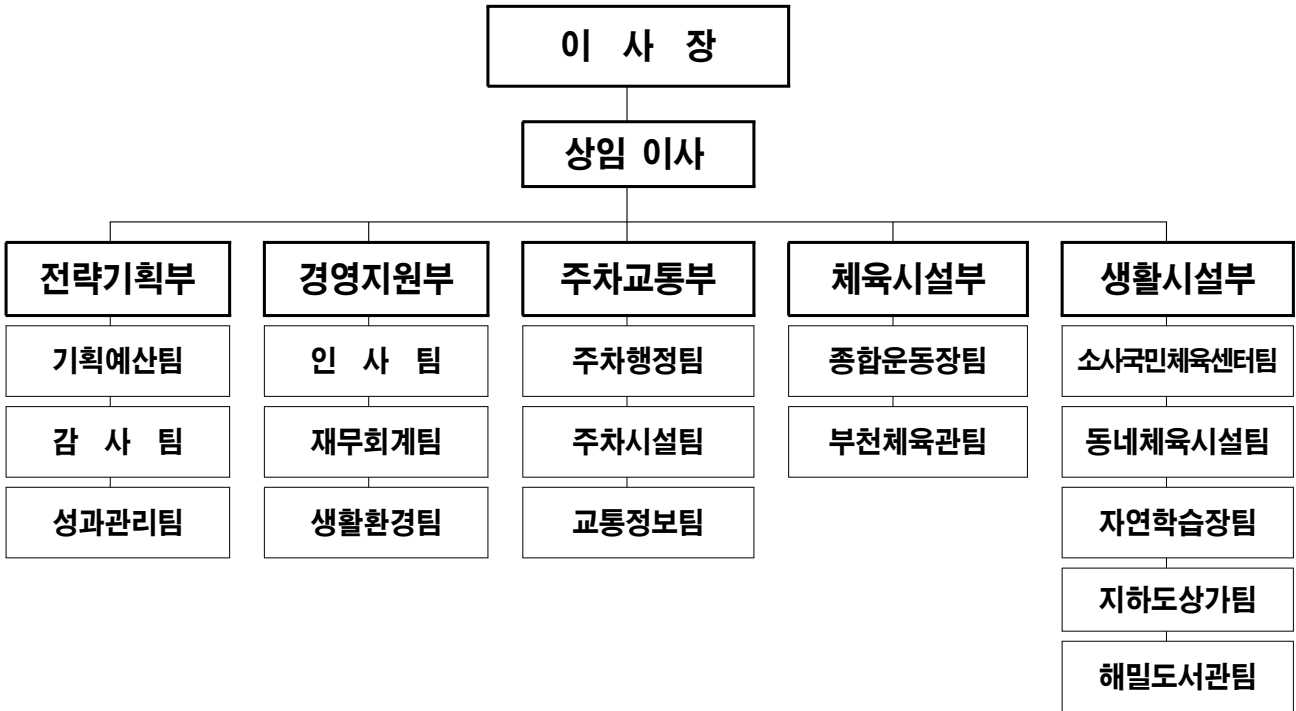 이 사 장
상임 이사
전략기획부 경영지원부 주차교통부 체육시설부 생활시설부
기획예산팀 인 사 팀 주차행정팀 종합운동장팀 소사국민체육센터팀
감 사 팀 재무회계팀 주차시설팀 부천체육관팀 동네체육시설팀
성과관리팀 생활환경팀 교통정보팀 자연학습장팀
지하도상가팀
해밀도서관팀